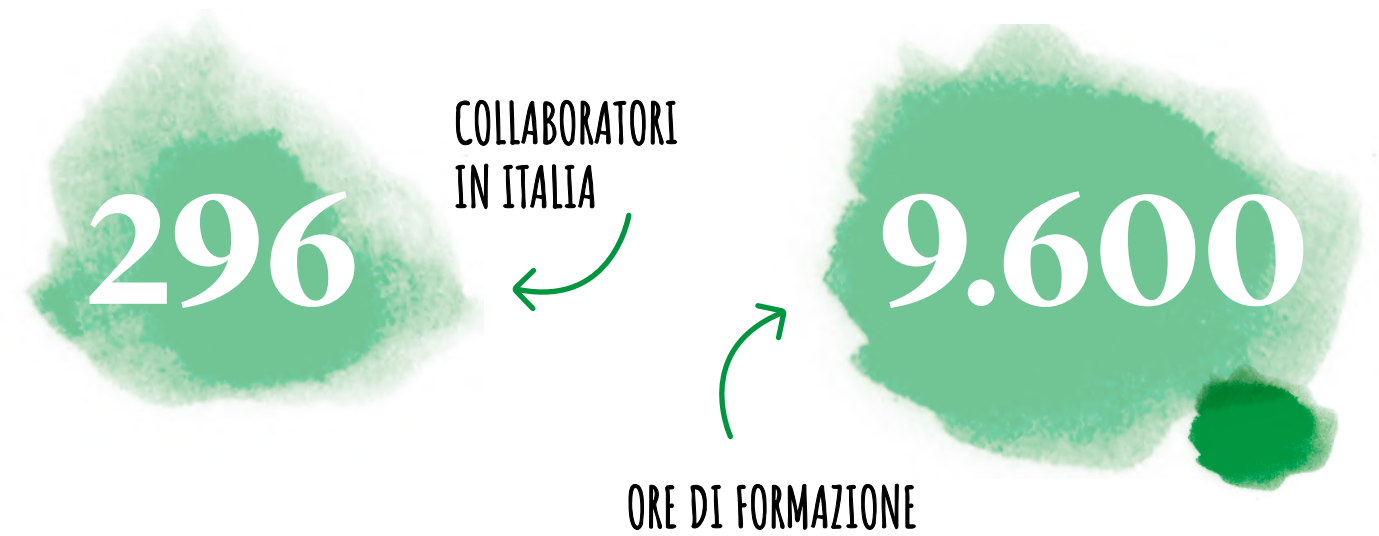 296
COLLABORATORI
IN ITALIA
9.600
ORE DI FORMAZIONE